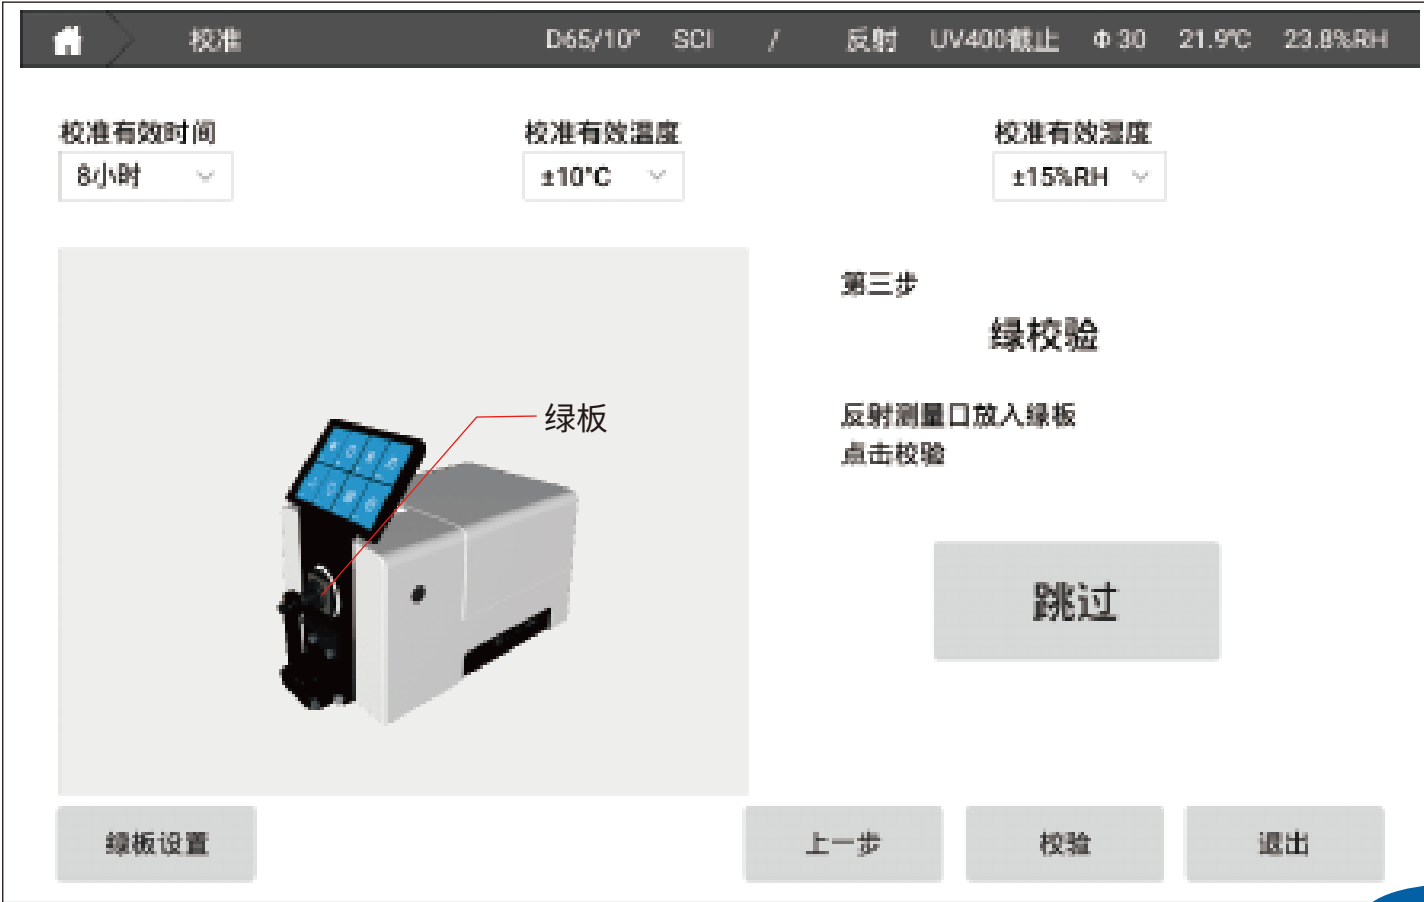 校准 D65/10° SCI / 反射 UV400截止 Φ30 21.9℃ 23.8%RH
校准有效时间 校准有效温度 校准有效湿度
8小时 ±10°C ±15%RH
第三步
绿校验
绿板
反射测量口放入绿板
点击校验
跳过
绿板设置 上一步 校验 退出